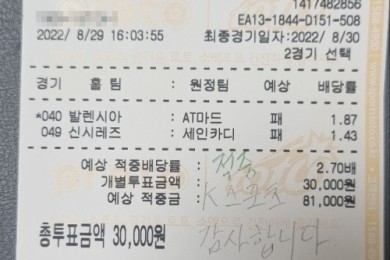 1417482856
EA13-1844-D151-508
2022/ 8/29 16:03:55 최종경기일자:2022/ 8/30
2경기 선택
경기 홈 팀 : 원정팀 예상 배당률
*040 발렌시아 :AT마드 패 1.87
049 신시레즈 :세인카디 패 1.43
예상 적중배당률 : 적중 2.70배
개별투표금액 30,000원
예상 적중금 : K스포츠 81,000원
총투표금액 30,000원 감사합니다